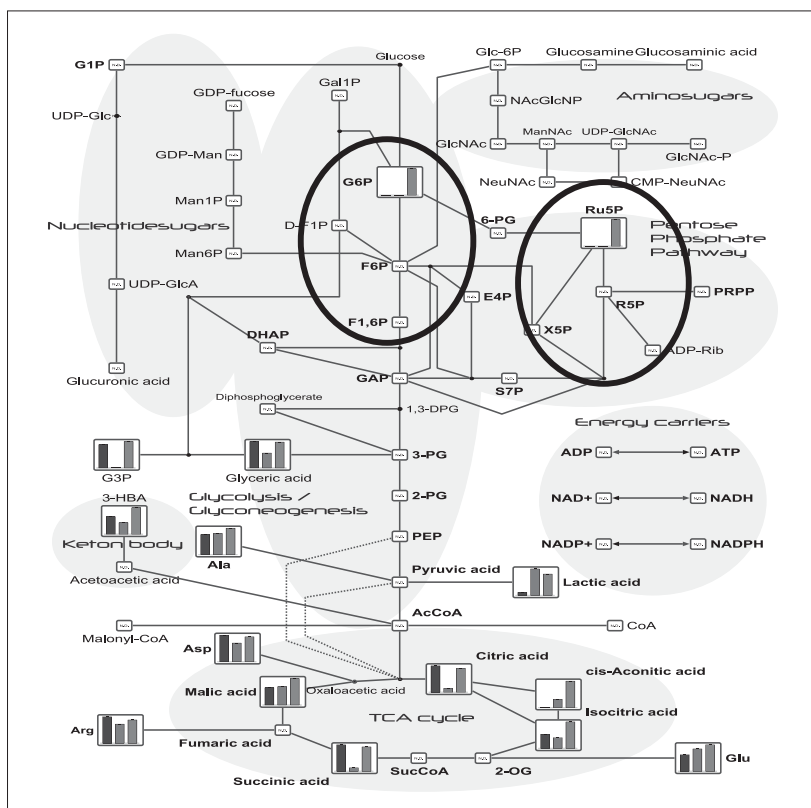 Glc-6P Glucosamine Glucosaminic acid
G1P Glucose
Gal1P
GDP-fucose NAcGlcNP Aminosugars
UDP-Glc
ManNAc UDP-GlcNAc
GlcNAc GlcNAc-P
GDP-Man
G6P NeuNAc CMP-NeuNAc
Man1P
Nucleotidesugars D-F1P 6-PG Ru5P Pentose
Phosphate
Pathway
Man6P
F6P
UDP-GlcA E4P R5P PRPP
F1,6P
DHAP X5P
ADP-Rib
Glucuronic acid GAP S7P
Diphosphoglycerate 1,3-DPG
Energy carriers
3-PG ADP ATP
G3P Glyceric acid
3-HBA Glycolysis /
Glyconeogenesis 2-PG NAD+ NADH
Keton body PEP NADP+ NADPH
Ala
Acetoacetic acid Pyruvic acid Lactic acid
AcCoA
Malonyl-CoA CoA
Asp Citric acid cis-Aconitic acid
Malic acid Oxaloacetic acid
Isocitric acid
TCA cycle
Arg Fumaric acid Glu
SucCoA 2-OG
Succinic acid